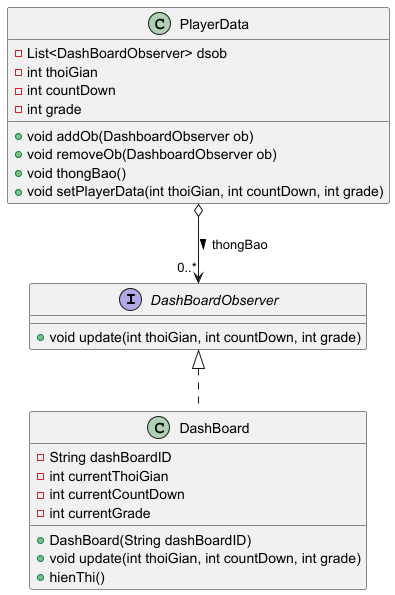 C PlayerData
List<DashBoardObserver> dsob
int thoiGian
int countDown
int grade
void addOb(DashboardObserver ob)
void removeOb(DashboardObserver ob)
void thongBao()
void setPlayerData(int thoiGian, int countDown, int grade)
thongBao
0..*
I DashBoardObserver
void update(int thoiGian, int countDown, int grade)
C DashBoard
String dashBoardID
int currentThoiGian
int currentCountDown
int currentGrade
DashBoard(String dashBoardID)
void update(int thoiGian, int countDown, int grade)
hienThi()